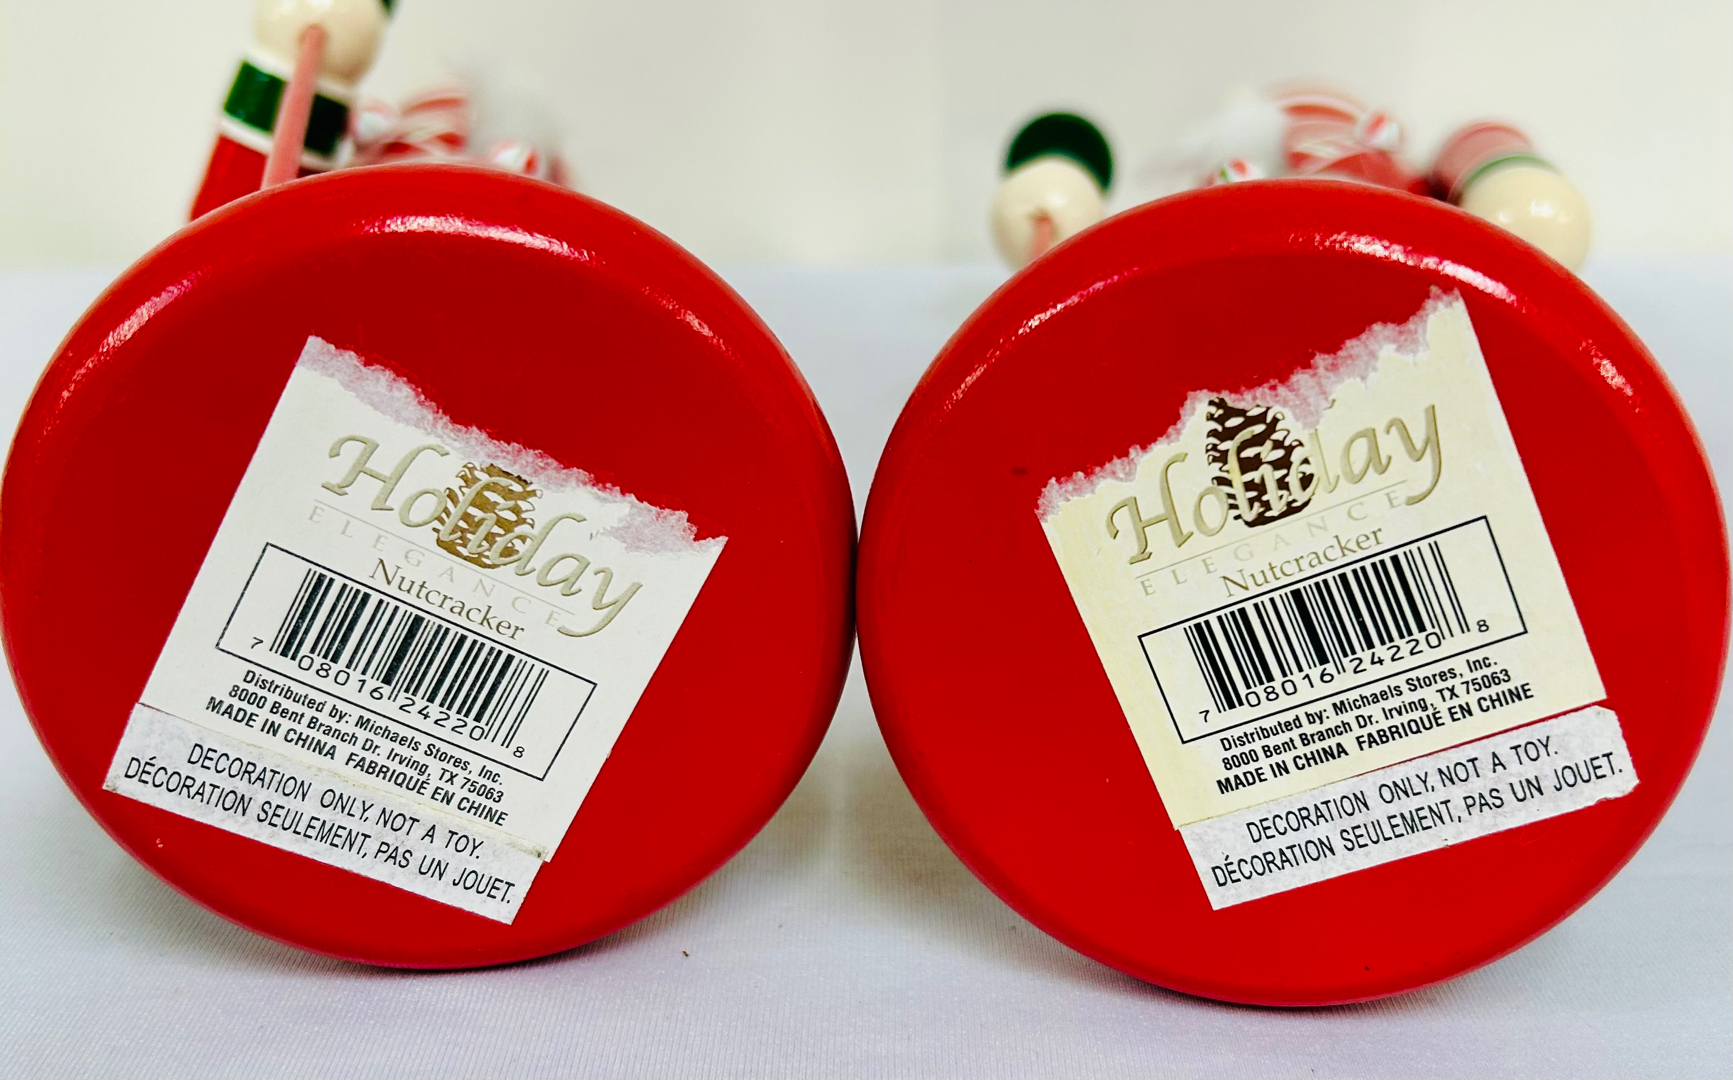 Holiday
ELEGANCE
Nutcracker
7 08016 24220 8
Distributed by: Michaels Stores, Inc.
8000 Bent Branch Dr. Irving, TX 75063
MADE IN CHINA FABRIQUÉ EN CHINE
DECORATION ONLY, NOT A TOY.
DÉCORATION SEULEMENT, PAS UN JOUET.
Holiday
ELEGANCE
Nutcracker
7 08016 24220 8
Distributed by: Michaels Stores, Inc.
8000 Bent Branch Dr. Irving, TX 75063
MADE IN CHINA FABRIQUÉ EN CHINE
DECORATION ONLY, NOT A TOY.
DÉCORATION SEULEMENT, PAS UN JOUET.